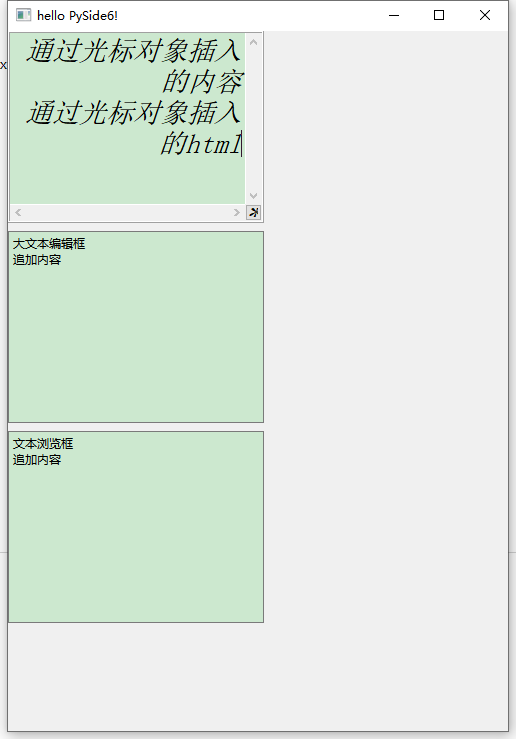 hello PySide6!
x
通过光标对象插入
的内容
通过光标对象插入
的html
大文本编辑框
追加内容
文本浏览框
追加内容